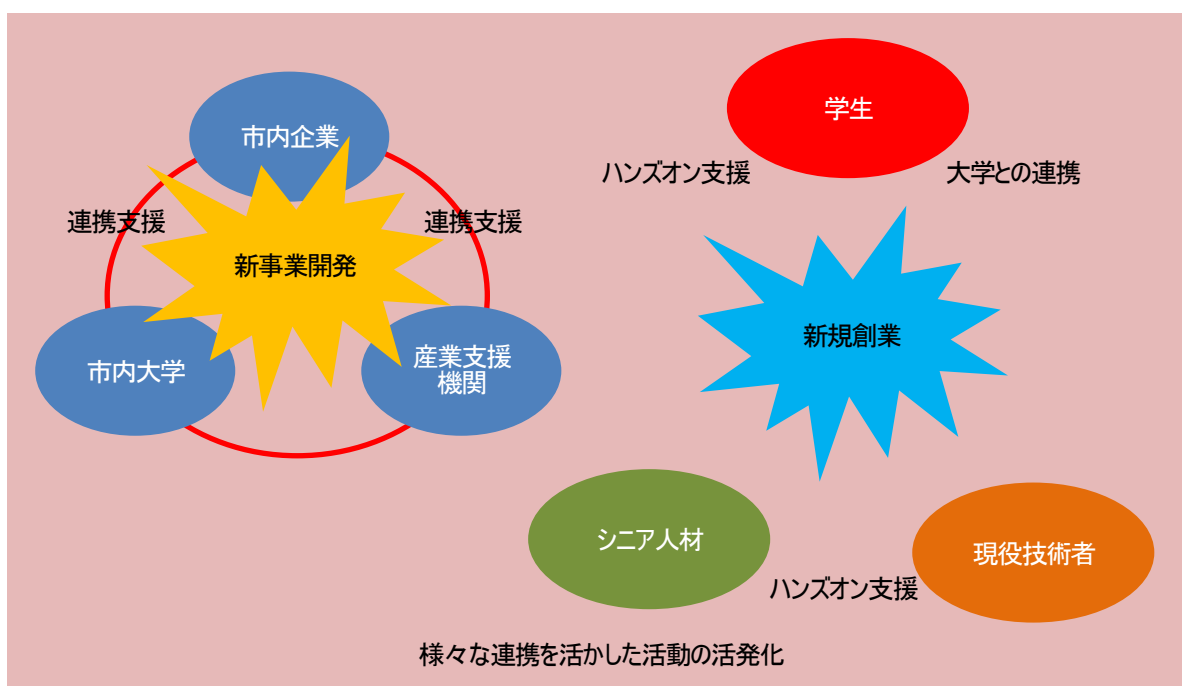 市内企業
連携支援
連携支援
新事業開発
市内大学
産業支援
機関
学生
ハンズオン支援
大学との連携
新規創業
シニア人材
現役技術者
ハンズオン支援
様々な連携を活かした活動の活発化